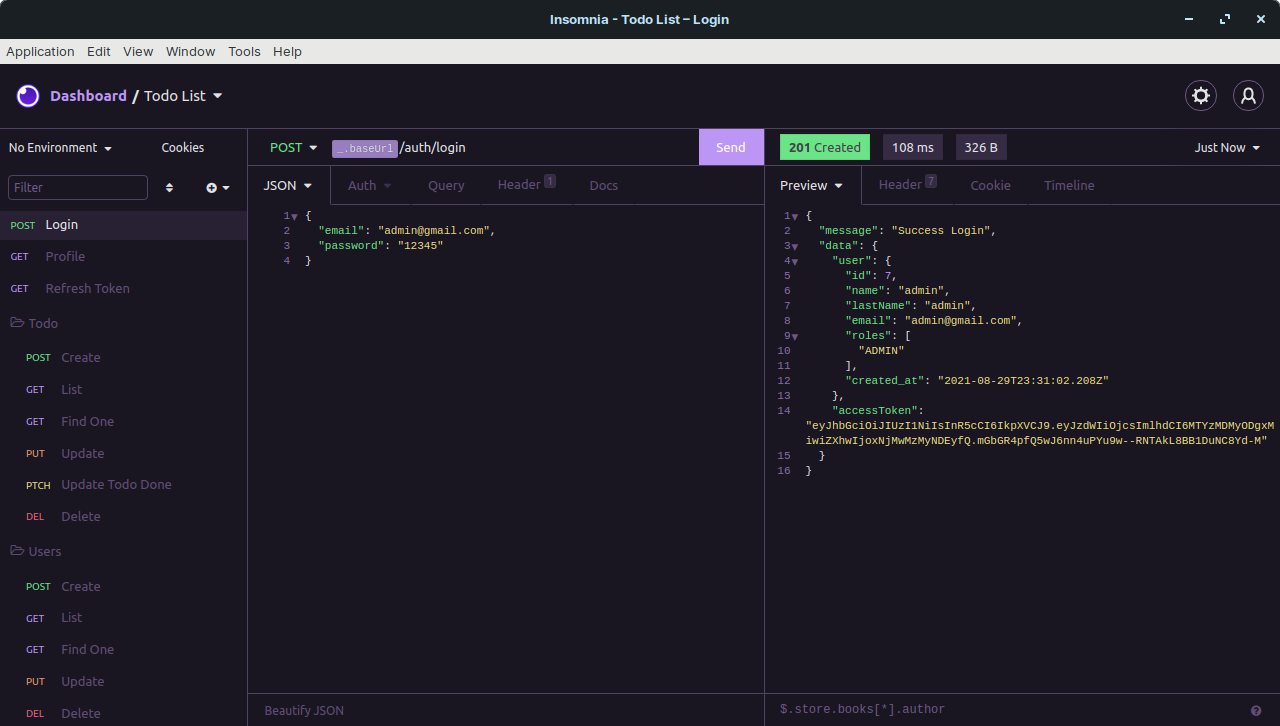 Insomnia - Todo List – Login
Application Edit View Window Tools Help
Dashboard / Todo List
No Environment Cookies
Filter
POST Login
GET Profile
GET Refresh Token
Todo
POST Create
GET List
GET Find One
PUT Update
PTCH Update Todo Done
DEL Delete
Users
POST Create
GET List
GET Find One
PUT Update
DEL Delete
POST _.baseUrl /auth/login Send
JSON Auth Query Header 1 Docs
1 {
2 "email": "admin@gmail.com",
3 "password": "12345"
4 }
Beautify JSON
201 Created 108 ms 326 B Just Now
Preview Header 7 Cookie Timeline
1 {
2 "message": "Success Login",
3 "data": {
4 "user": {
5 "id": 7,
6 "name": "admin",
7 "lastName": "admin",
8 "email": "admin@gmail.com",
9 "roles": [
10 "ADMIN"
11 ],
12 "created_at": "2021-08-29T23:31:02.208Z"
13 },
14 "accessToken":
"eyJhbGciOiJIUzI1NiIsInR5cCI6IkpXVCJ9.eyJzdWIiOjcsImlhdCI6MTYzMDMyODgxM
iwiZXhwIjoxNjMwMzMyNDEyfQ.mGbGR4pfQ5wJ6nn4uPYu9w--RNTAkL8BB1DuNC8Yd-M"
15 }
16 }
$.store.books[*].author